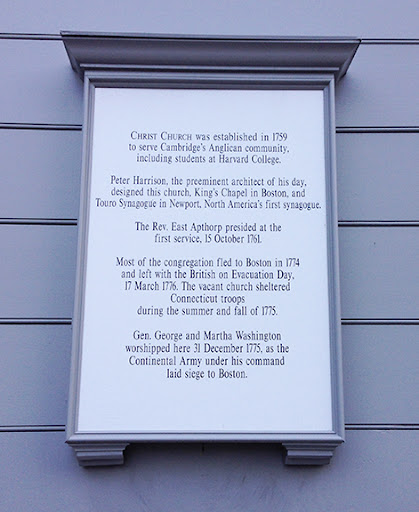 CHRIST CHURCH was established in 1759
to serve Cambridge's Anglican community,
including students at Harvard College.
Peter Harrison, the preeminent architect of his day,
designed this church, King's Chapel in Boston, and
Touro Synagogue in Newport, North America's first synagogue.
The Rev. East Apthorp presided at the
first service, 15 October 1761.
Most of the congregation fled to Boston in 1774
and left with the British on Evacuation Day,
17 March 1776. The vacant church sheltered
Connecticut troops
during the summer and fall of 1775.
Gen. George and Martha Washington
worshipped here 31 December 1775, as the
Continental Army under his command
laid siege to Boston.